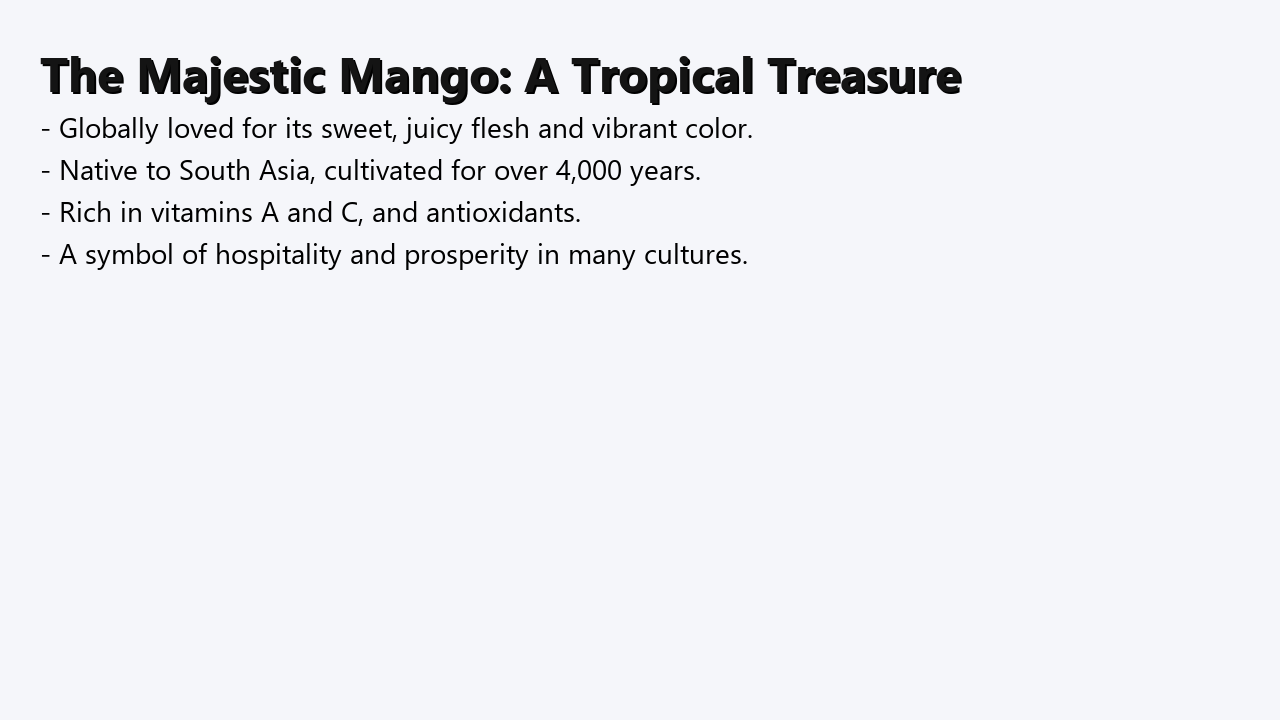 The Majestic Mango: A Tropical Treasure
- Globally loved for its sweet, juicy flesh and vibrant color.
- Native to South Asia, cultivated for over 4,000 years.
- Rich in vitamins A and C, and antioxidants.
- A symbol of hospitality and prosperity in many cultures.